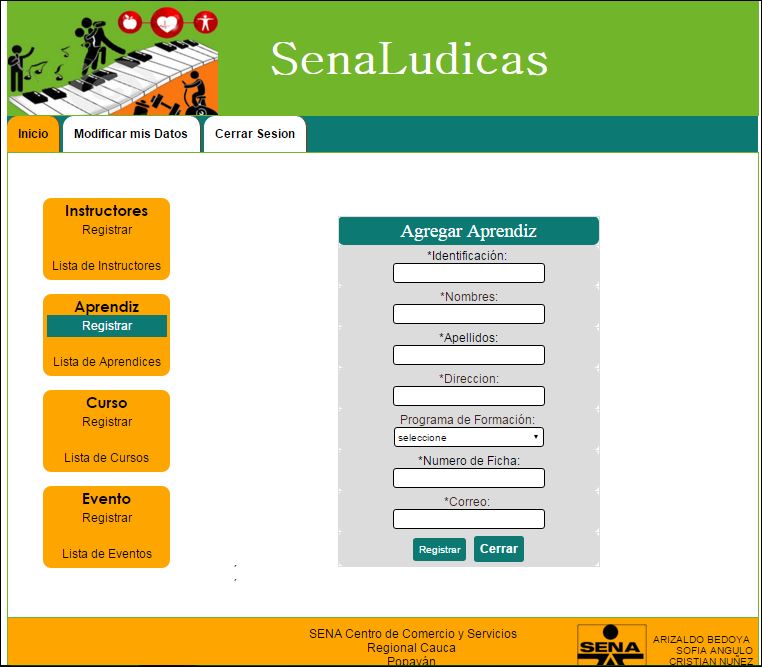 SenaLudicas
Inicio
Modificar mis Datos
Cerrar Sesion
Instructores
Registrar
Lista de Instructores
Aprendiz
Registrar
Lista de Aprendices
Curso
Registrar
Lista de Cursos
Evento
Registrar
Lista de Eventos
Agregar Aprendiz
*Identificación:
*Nombres:
*Apellidos:
*Direccion:
Programa de Formación:
seleccione
*Numero de Ficha:
*Correo:
Registrar
Cerrar
SENA Centro de Comercio y Servicios
Regional Cauca
Popayán
SENA
ARIZALDO BEDOYA
SOFIA ANGULO
CRISTIAN NUÑEZ